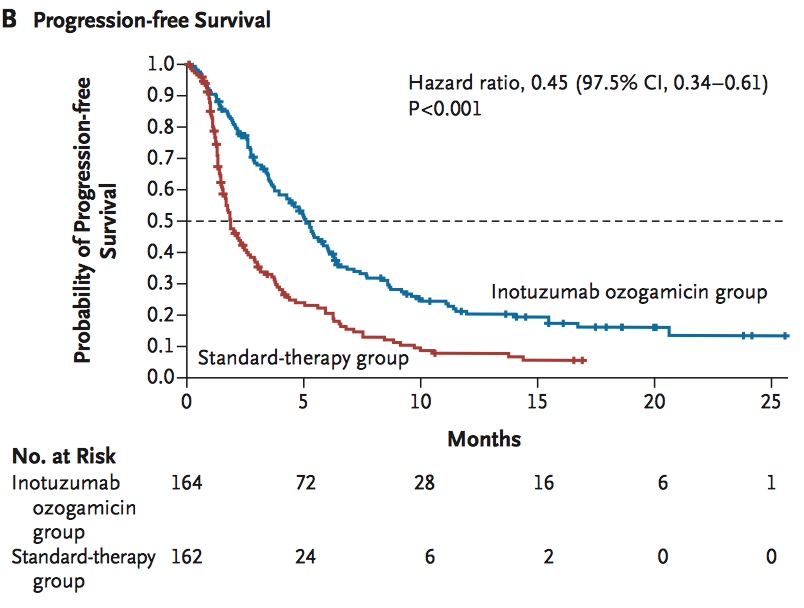 B Progression-free Survival
Probability of Progression-free
Survival
1.0
0.9
0.8
0.7
0.6
0.5
0.4
0.3
0.2
0.1
0.0
Hazard ratio, 0.45 (97.5% CI, 0.34–0.61)
P<0.001
Inotuzumab ozogamicin group
Standard-therapy group
0 5 10 15 20 25
Months
No. at Risk
Inotuzumab 164 72 28 16 6 1
ozogamicin
group
Standard-therapy 162 24 6 2 0 0
group